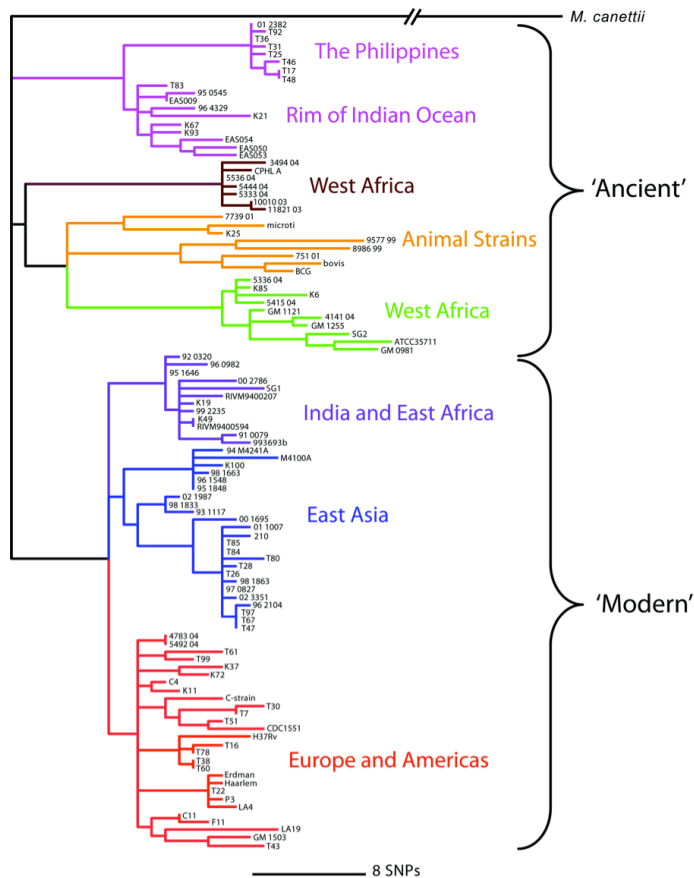 M. canettii
01 2382
T92
T36
T31
T25
T46
T17
T48
The Philippines
T83
95 0545
EAS009
96 4329
K21
K67
K93
EAS054
EAS050
EAS053
Rim of Indian Ocean
3494 04
CPHL A
5536 04
5444 04
5333 04
10010 03
11821 03
West Africa
'Ancient'
7739 01
microti
K25
9577 99
8986 99
751 01
bovis
BCG
Animal Strains
5336 04
K85
K6
5415 04
GM 1121
4141 04
GM 1255
SG2
ATCC35711
GM 0981
West Africa
92 0320
96 0982
95 1646
00 2786
SG1
RIVM9400207
K19
99 2235
K49
RIVM9400594
91 0079
993693b
India and East Africa
94 M4241A
M4100A
K100
98 1663
96 1548
95 1848
02 1987
98 1833
93 1117
00 1695
01 1007
210
T85
T84
T80
T28
T26
98 1863
97 0827
02 3351
96 2104
T97
T67
T47
East Asia
'Modern'
4783 04
5492 04
T61
T99
K37
K72
C4
K11
C-strain
T30
T7
T51
CDC1551
H37Rv
T16
T78
T38
T60
Erdman
Haarlem
T22
P3
LA4
C11
F11
LA19
GM 1503
T43
Europe and Americas
8 SNPs